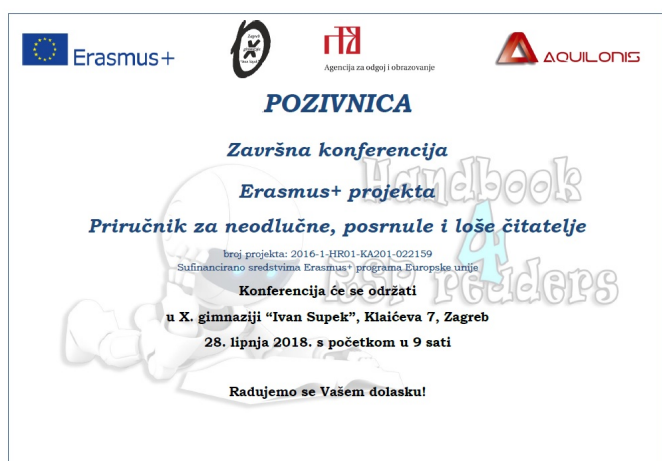 Erasmus+
Zagreb
Agencija za odgoj i obrazovanje
AQUILONIS
POZIVNICA
Završna konferencija
Erasmus+ projekta
Priručnik za neodlučne, posrnule i loše čitatelje
broj projekta: 2016-1-HR01-KA201-022159
Sufinancirano sredstvima Erasmus+ programa Europske unije
Konferencija će se održati
u X. gimnaziji “Ivan Supek”, Klaićeva 7, Zagreb
28. lipnja 2018. s početkom u 9 sati
Radujemo se Vašem dolasku!
Handbook
4
RSP readers